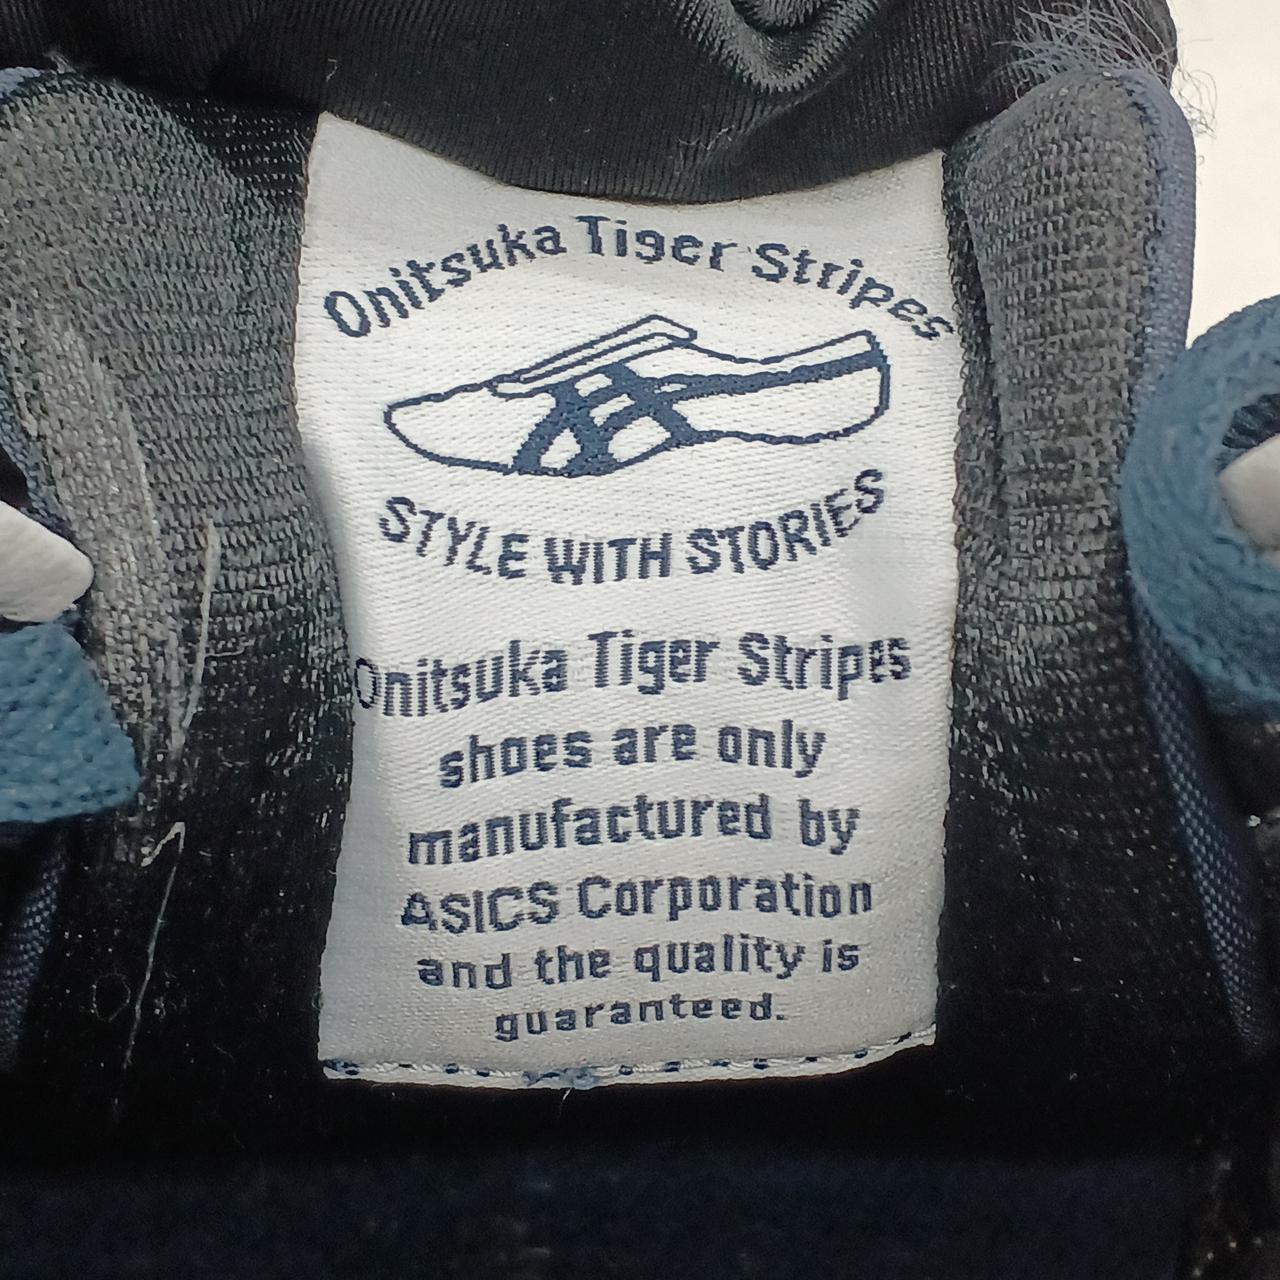 Onitsuka Tiger Stripes
STYLE WITH STORIES
Onitsuka Tiger Stripes
shoes are only
manufactured by
ASICS Corporation
and the quality is
guaranteed.